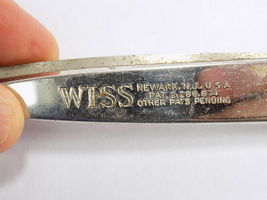 WISS
NEWARK, N.J., U.S.A.
PAT.
OTHER PATS PENDING